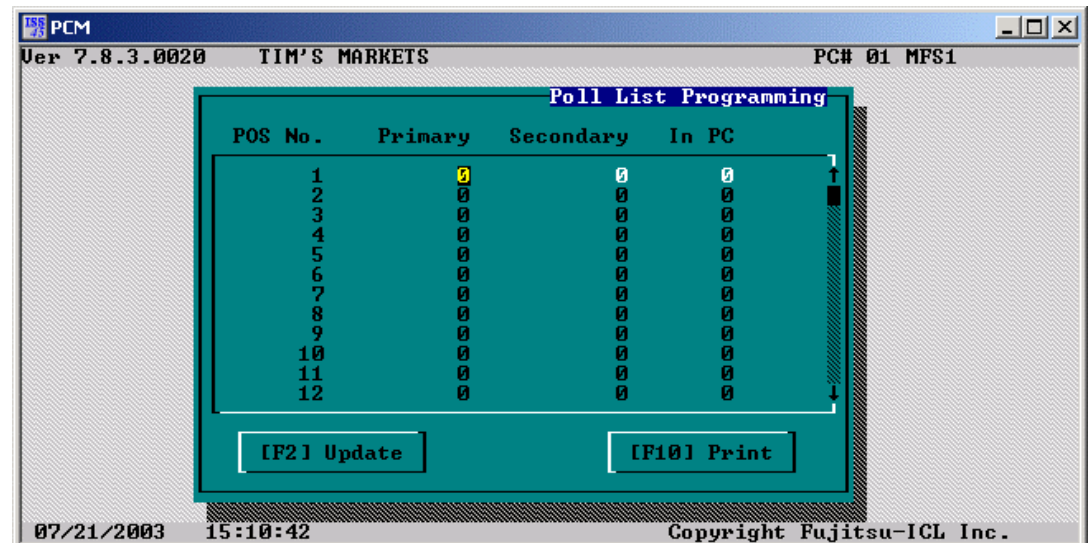 ISS 45 PCM
Ver 7.8.3.0020 TIM'S MARKETS PC# 01 MFS1
Poll List Programming
POS No. Primary Secondary In PC
1 0 0 0
2 0 0 0
3 0 0 0
4 0 0 0
5 0 0 0
6 0 0 0
7 0 0 0
8 0 0 0
9 0 0 0
10 0 0 0
11 0 0 0
12 0 0 0
[F2] Update [F10] Print
07/21/2003 15:10:42 Copyright Fujitsu-ICL Inc.